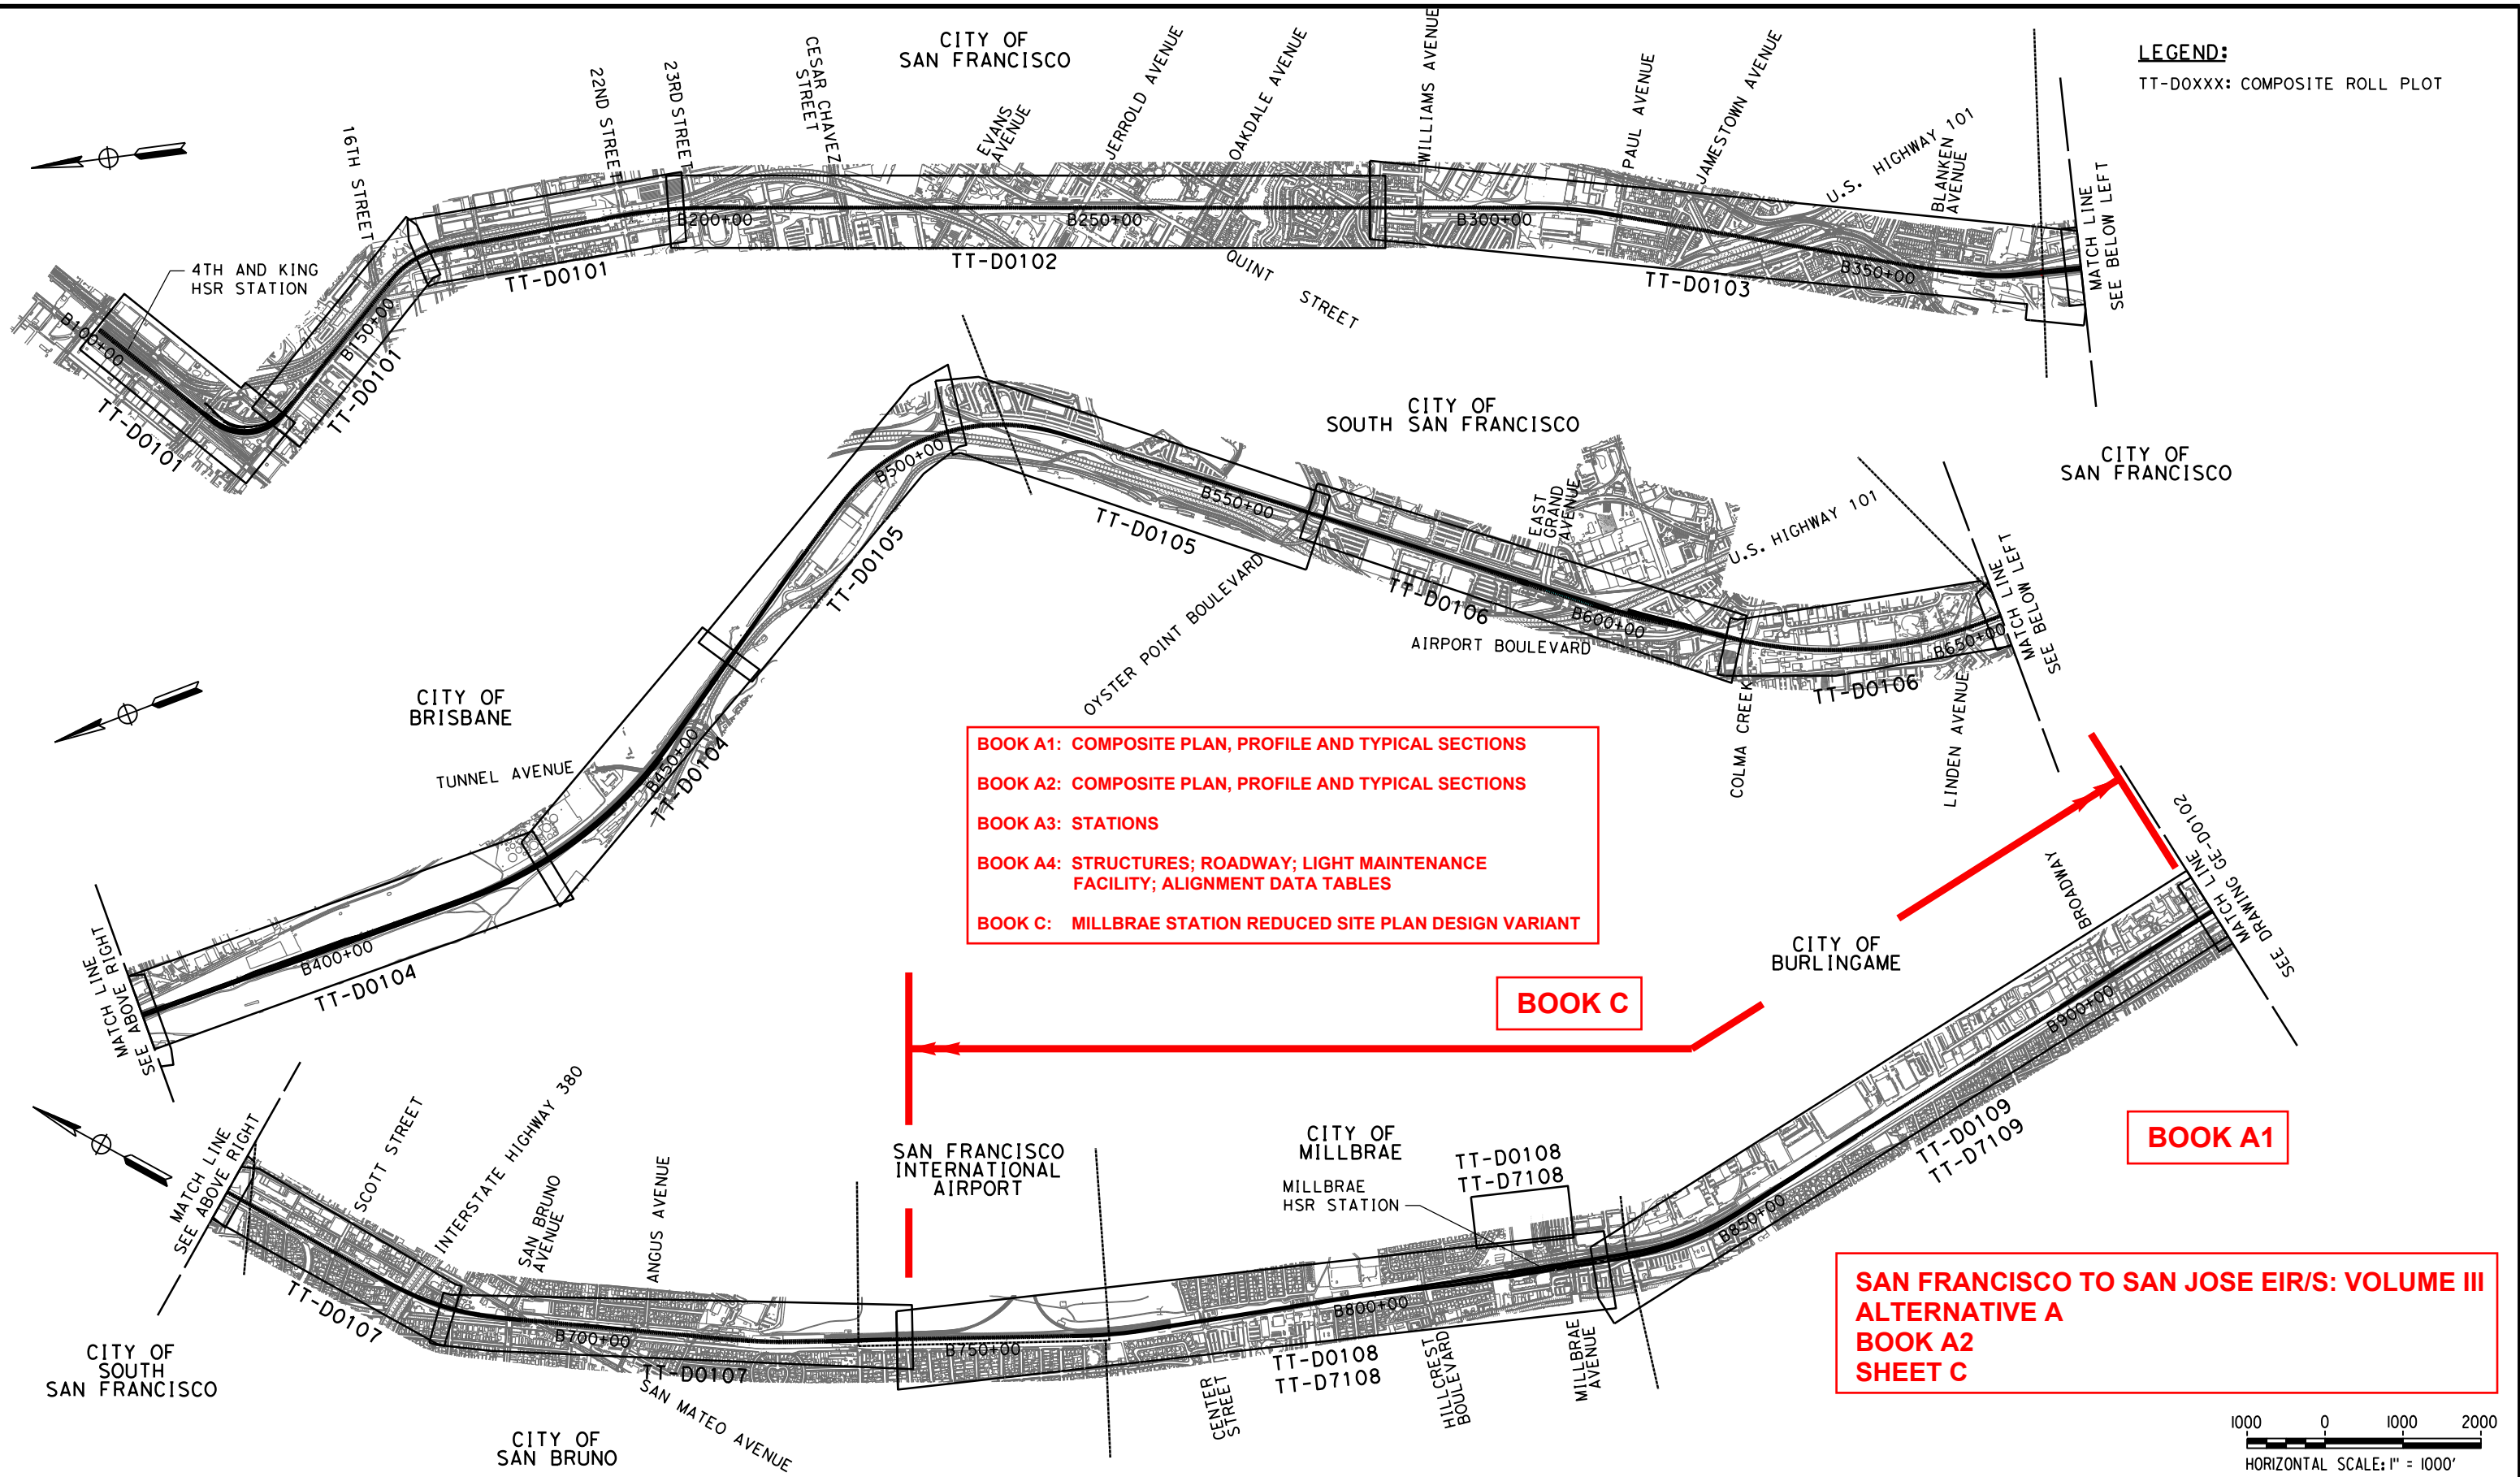 CITY OF
SAN FRANCISCO
LEGEND:
TT-D0XXX: COMPOSITE ROLL PLOT
16TH STREET
22ND STREET
23RD STREET
CESAR CHAVEZ
STREET
EVANS
AVENUE
JERROLD AVENUE
OAKDALE AVENUE
WILLIAMS AVENUE
PAUL AVENUE
JAMESTOWN AVENUE
U.S. HIGHWAY 101
BLANKEN
AVENUE
MATCH LINE
SEE BELOW LEFT
4TH AND KING
HSR STATION
B100+00
B150+00
B200+00
B250+00
B300+00
B350+00
TT-D0101
TT-D0101
TT-D0101
TT-D0102
QUINT STREET
TT-D0103
CITY OF
SOUTH SAN FRANCISCO
CITY OF
SAN FRANCISCO
CITY OF
BRISBANE
TUNNEL AVENUE
MATCH LINE
SEE ABOVE RIGHT
B400+00
TT-D0104
B450+00
TT-D0104
B500+00
TT-D0105
B550+00
TT-D0105
OYSTER POINT BOULEVARD
EAST
GRAND
AVENUE
U.S. HIGHWAY 101
TT-D0106
B600+00
AIRPORT BOULEVARD
COLMA CREEK
TT-D0106
B650+00
LINDEN AVENUE
MATCH LINE
SEE BELOW LEFT
BOOK A1: COMPOSITE PLAN, PROFILE AND TYPICAL SECTIONS
BOOK A2: COMPOSITE PLAN, PROFILE AND TYPICAL SECTIONS
BOOK A3: STATIONS
BOOK A4: STRUCTURES; ROADWAY; LIGHT MAINTENANCE
FACILITY; ALIGNMENT DATA TABLES
BOOK C: MILLBRAE STATION REDUCED SITE PLAN DESIGN VARIANT
BOOK C
CITY OF
BURLINGAME
BROADWAY
MATCH LINE
SEE DRAWING GE-D0102
BOOK A1
MATCH LINE
SEE ABOVE RIGHT
SCOTT STREET
INTERSTATE HIGHWAY 380
SAN BRUNO
AVENUE
ANGUS AVENUE
SAN FRANCISCO
INTERNATIONAL
AIRPORT
CITY OF
MILLBRAE
MILLBRAE
HSR STATION
TT-D0108
TT-D7108
TT-D0107
B700+00
TT-D0107
SAN MATEO AVENUE
B750+00
B800+00
TT-D0108
TT-D7108
CENTER
STREET
HILLCREST
BOULEVARD
MILLBRAE
AVENUE
B850+00
B900+00
TT-D0109
TT-D7109
CITY OF
SOUTH
SAN FRANCISCO
CITY OF
SAN BRUNO
SAN FRANCISCO TO SAN JOSE EIR/S: VOLUME III
ALTERNATIVE A
BOOK A2
SHEET C
1000 0 1000 2000
HORIZONTAL SCALE: 1" = 1000'